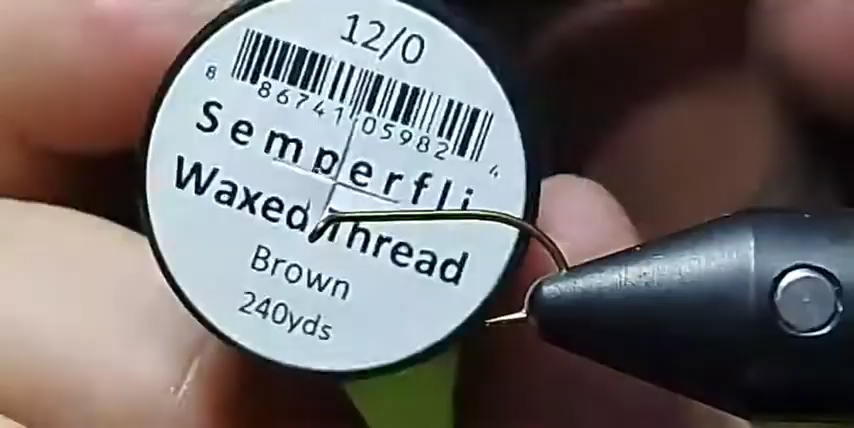 12/0
8 86741 05982 4
Semperfli
Waxed Thread
Brown
240yds